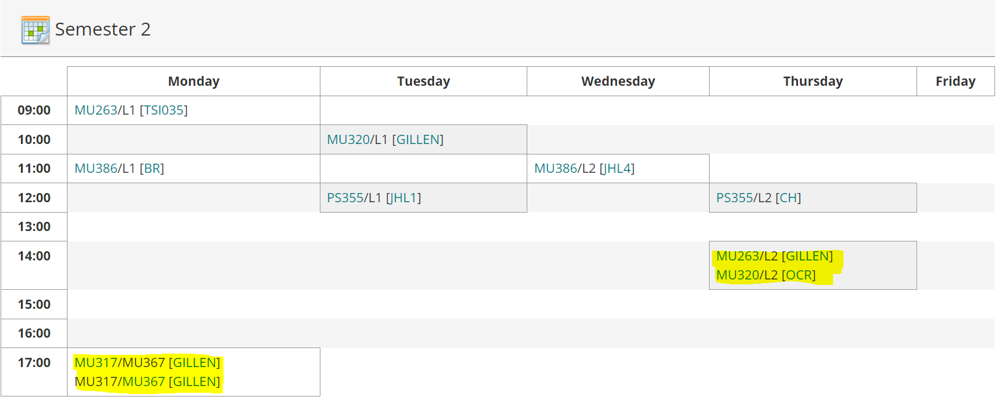 Semester 2
Monday Tuesday Wednesday Thursday Friday
09:00 MU263/L1 [TSI035]
10:00 MU320/L1 [GILLEN]
11:00 MU386/L1 [BR] MU386/L2 [JHL4]
12:00 PS355/L1 [JHL1] PS355/L2 [CH]
13:00
14:00 MU263/L2 [GILLEN]
MU320/L2 [OCR]
15:00
16:00
17:00 MU317/MU367 [GILLEN]
MU317/MU367 [GILLEN]